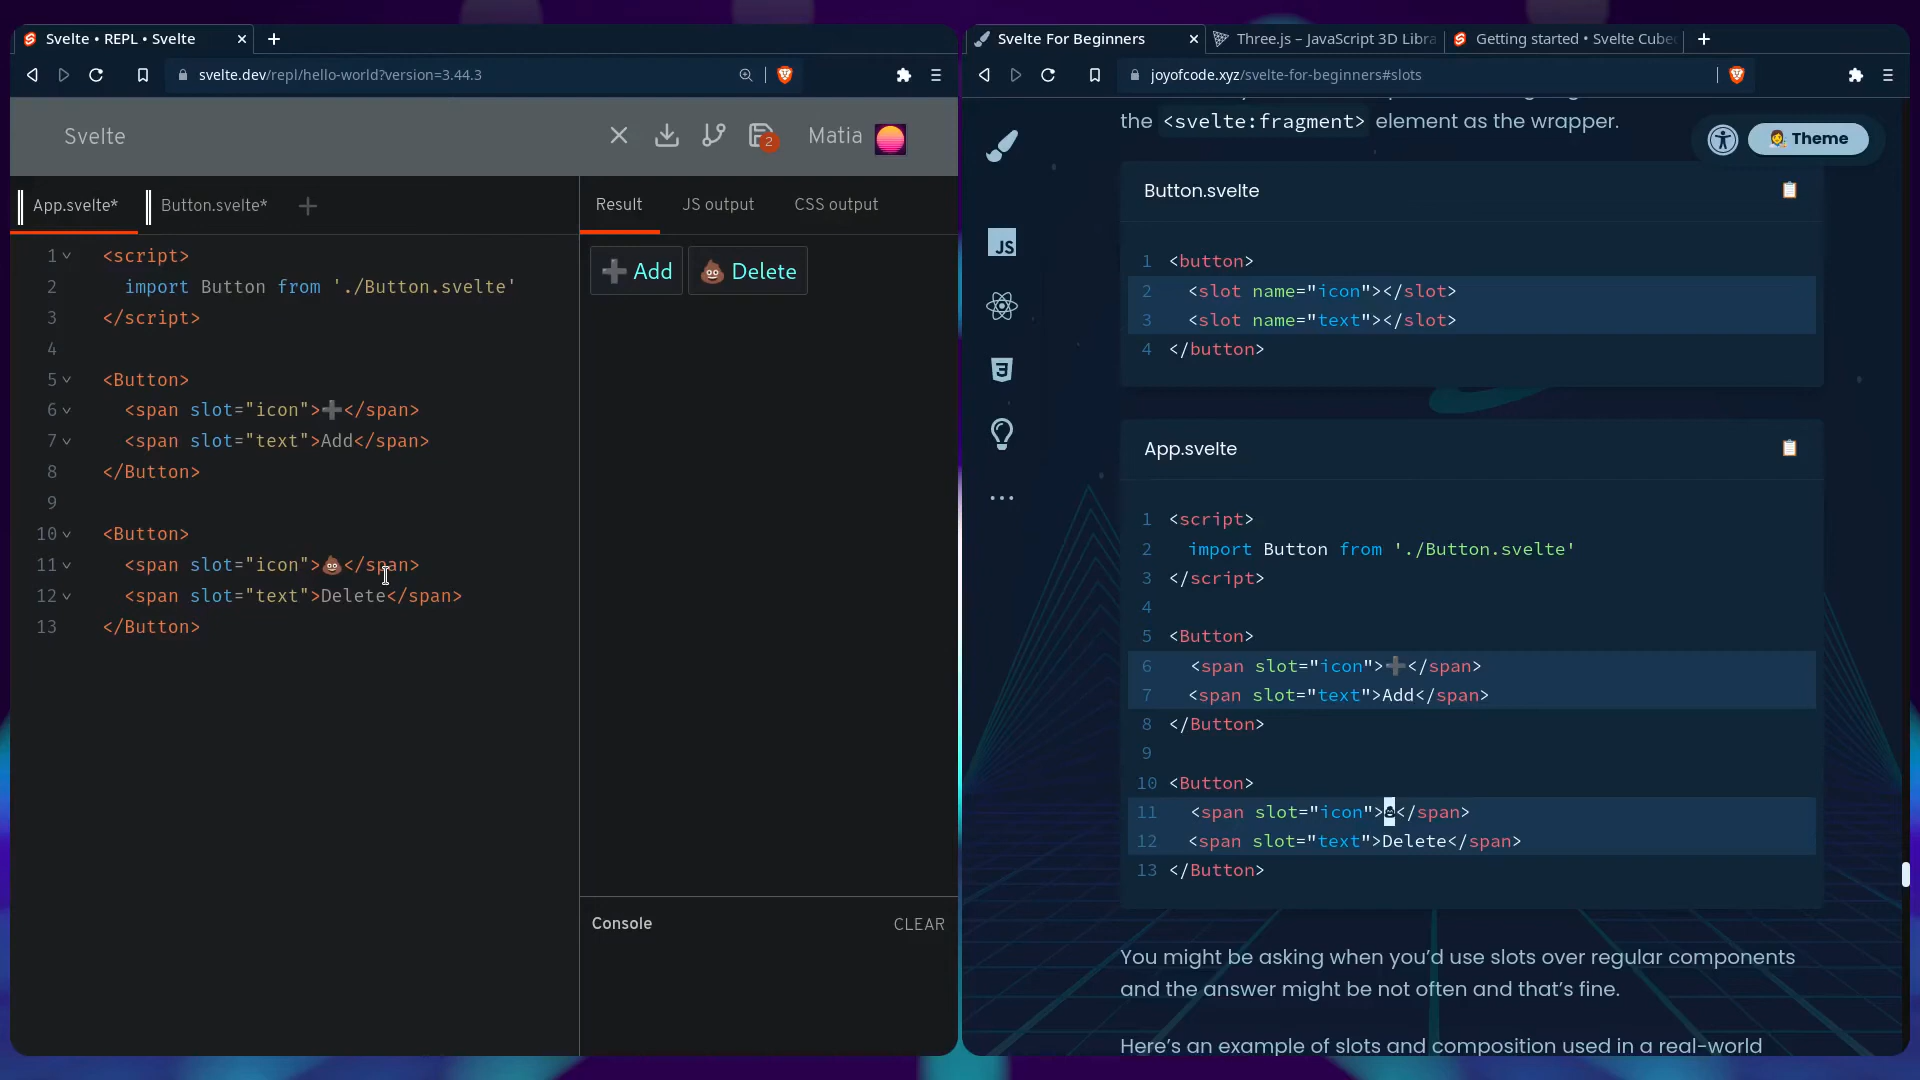 Svelte • REPL • Svelte
svelte.dev/repl/hello-world?version=3.44.3
Svelte
2
Matia
App.svelte*
Button.svelte*
Result
JS output
CSS output
1 <script>
2 import Button from './Button.svelte'
3 </script>
4
5 <Button>
6 <span slot="icon">➕</span>
7 <span slot="text">Add</span>
8 </Button>
9
10 <Button>
11 <span slot="icon">💩</span>
12 <span slot="text">Delete</span>
13 </Button>
➕ Add
💩 Delete
Console
CLEAR
Svelte For Beginners
Three.js – JavaScript 3D Libra
Getting started • Svelte Cubed
joyofcode.xyz/svelte-for-beginners#slots
the <svelte:fragment> element as the wrapper.
👩‍🎨 Theme
JS
Button.svelte
1 <button>
2 <slot name="icon"></slot>
3 <slot name="text"></slot>
4 </button>
App.svelte
1 <script>
2 import Button from './Button.svelte'
3 </script>
4
5 <Button>
6 <span slot="icon">➕</span>
7 <span slot="text">Add</span>
8 </Button>
9
10 <Button>
11 <span slot="icon">💩</span>
12 <span slot="text">Delete</span>
13 </Button>
You might be asking when you'd use slots over regular components
and the answer might be not often and that's fine.
Here's an example of slots and composition used in a real-world